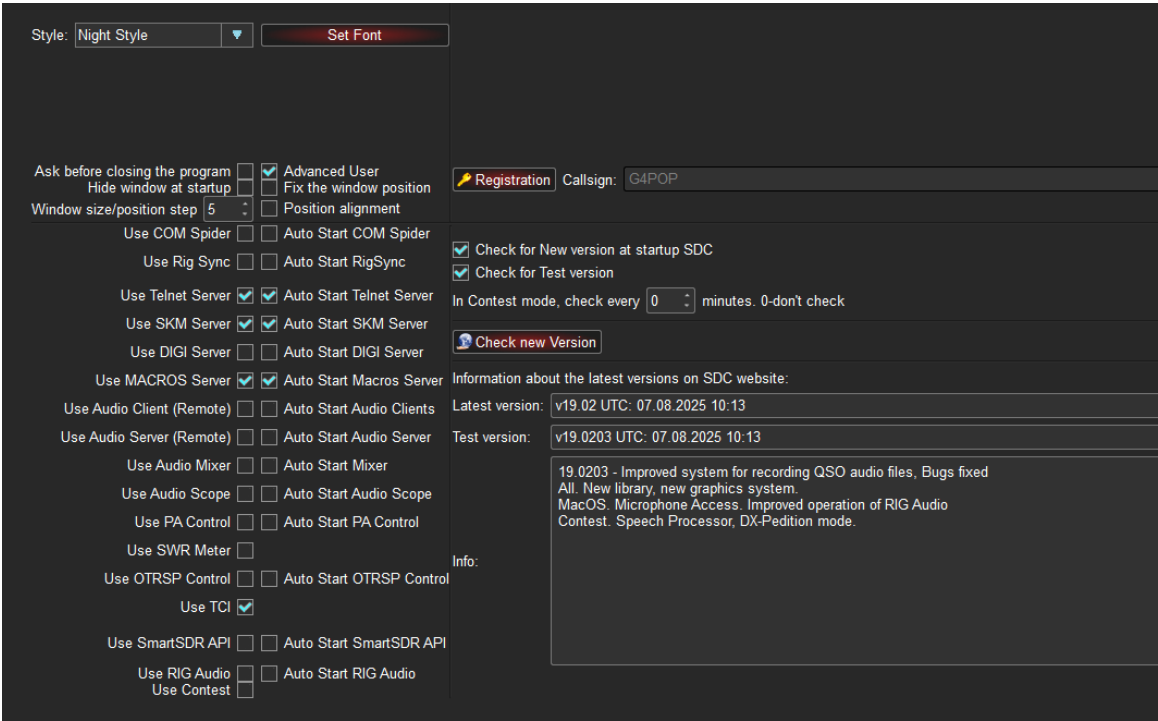 Style: Night Style Set Font
Ask before closing the program Advanced User
Hide window at startup Fix the window position
Registration Callsign: G4POP
Window size/position step 5 Position alignment
Use COM Spider Auto Start COM Spider
Check for New version at startup SDC
Use Rig Sync Auto Start RigSync
Check for Test version
Use Telnet Server Auto Start Telnet Server
In Contest mode, check every 0 minutes. 0-don't check
Use SKM Server Auto Start SKM Server
Check new Version
Use DIGI Server Auto Start DIGI Server
Use MACROS Server Auto Start Macros Server
Information about the latest versions on SDC website:
Use Audio Client (Remote) Auto Start Audio Clients
Latest version: v19.02 UTC: 07.08.2025 10:13
Use Audio Server (Remote) Auto Start Audio Server
Test version: v19.0203 UTC: 07.08.2025 10:13
Use Audio Mixer Auto Start Mixer
Use Audio Scope Auto Start Audio Scope
Use PA Control Auto Start PA Control
Use SWR Meter
Use OTRSP Control Auto Start OTRSP Control
Use TCI
Use SmartSDR API Auto Start SmartSDR API
Use RIG Audio Auto Start RIG Audio
Use Contest
Info:
19.0203 - Improved system for recording QSO audio files, Bugs fixed
All. New library, new graphics system.
MacOS. Microphone Access. Improved operation of RIG Audio
Contest. Speech Processor, DX-Pedition mode.